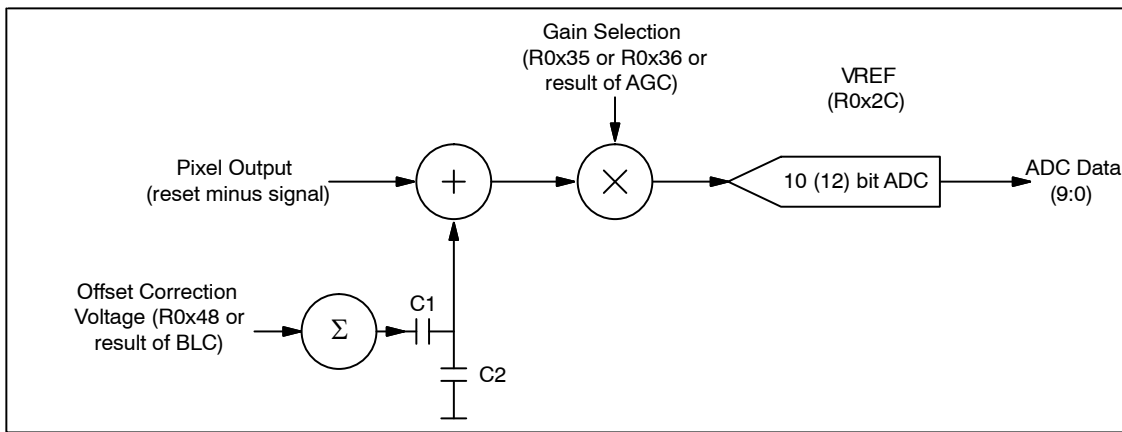 Gain Selection
(R0x35 or R0x36 or
result of AGC)
VREF
(R0x2C)
Pixel Output
(reset minus signal)
+
×
10 (12) bit ADC
ADC Data
(9:0)
Offset Correction
Voltage (R0x48 or
result of BLC)
Σ
C1
C2